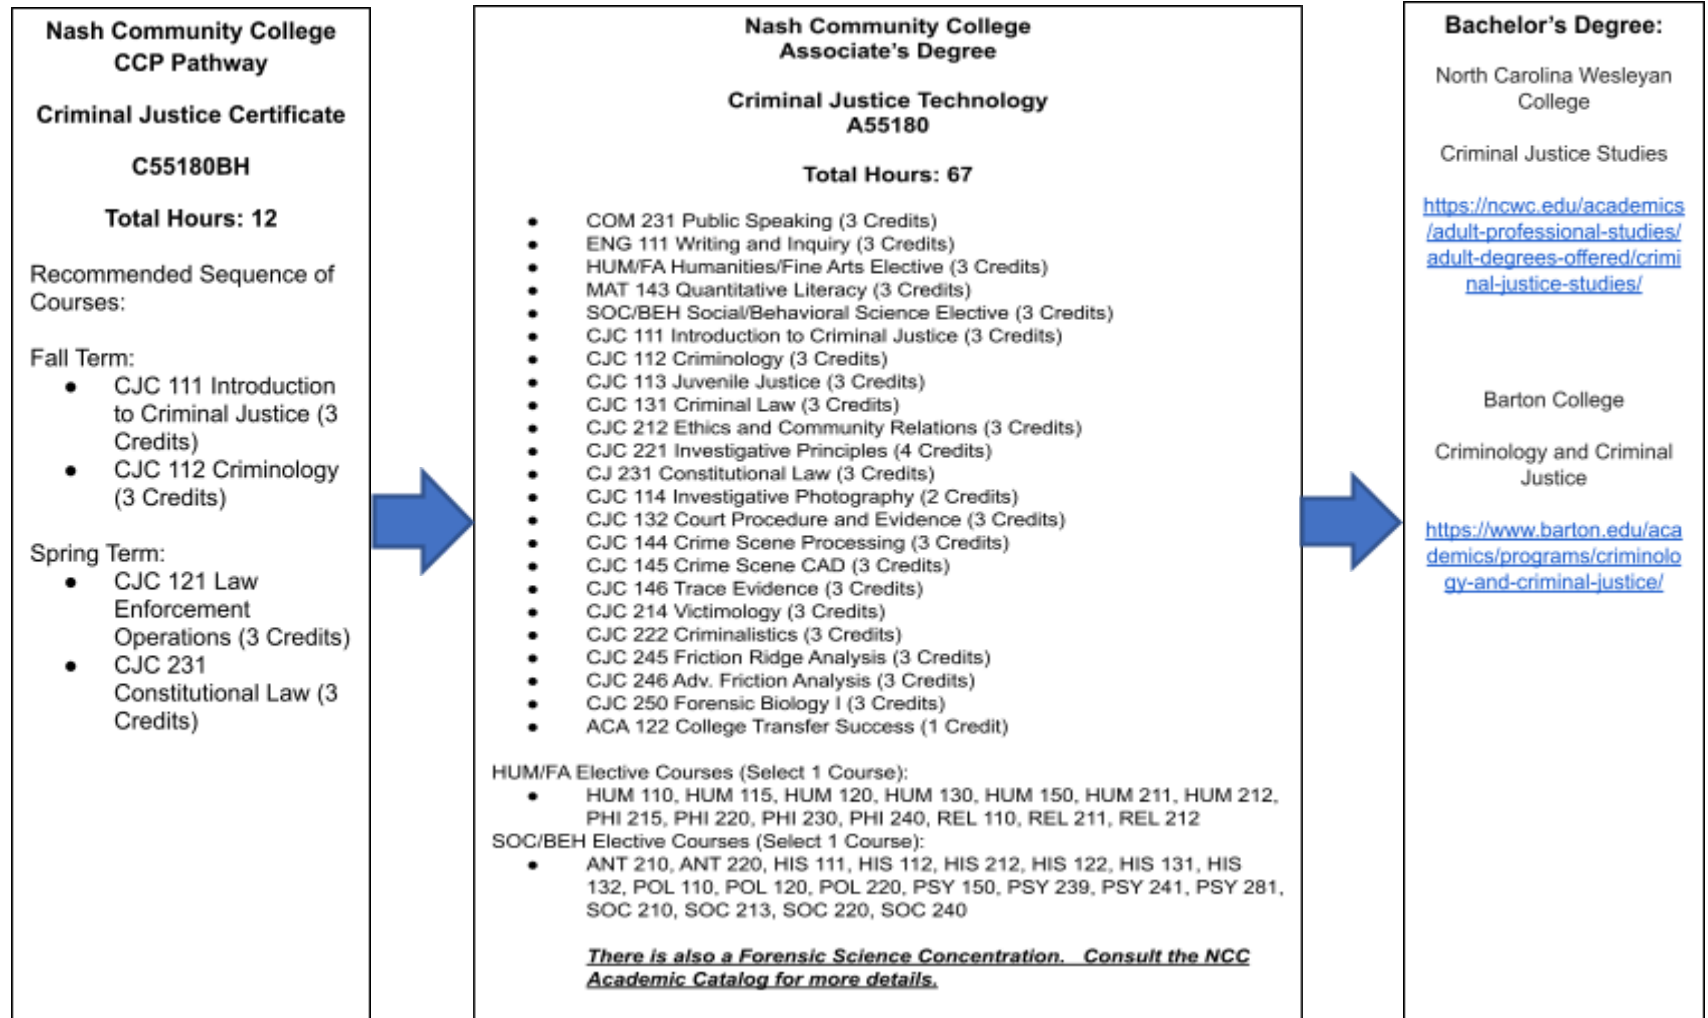 Nash Community College
CCP Pathway
Criminal Justice Certificate
C55180BH
Total Hours: 12
Recommended Sequence of
Courses:
Fall Term:
● CJC 111 Introduction
to Criminal Justice (3
Credits)
● CJC 112 Criminology
(3 Credits)
Spring Term:
● CJC 121 Law
Enforcement
Operations (3 Credits)
● CJC 231
Constitutional Law (3
Credits)
Nash Community College
Associate's Degree
Criminal Justice Technology
A55180
Total Hours: 67
● COM 231 Public Speaking (3 Credits)
● ENG 111 Writing and Inquiry (3 Credits)
● HUM/FA Humanities/Fine Arts Elective (3 Credits)
● MAT 143 Quantitative Literacy (3 Credits)
● SOC/BEH Social/Behavioral Science Elective (3 Credits)
● CJC 111 Introduction to Criminal Justice (3 Credits)
● CJC 112 Criminology (3 Credits)
● CJC 113 Juvenile Justice (3 Credits)
● CJC 131 Criminal Law (3 Credits)
● CJC 212 Ethics and Community Relations (3 Credits)
● CJC 221 Investigative Principles (4 Credits)
● CJ 231 Constitutional Law (3 Credits)
● CJC 114 Investigative Photography (2 Credits)
● CJC 132 Court Procedure and Evidence (3 Credits)
● CJC 144 Crime Scene Processing (3 Credits)
● CJC 145 Crime Scene CAD (3 Credits)
● CJC 146 Trace Evidence (3 Credits)
● CJC 214 Victimology (3 Credits)
● CJC 222 Criminalistics (3 Credits)
● CJC 245 Friction Ridge Analysis (3 Credits)
● CJC 246 Adv. Friction Analysis (3 Credits)
● CJC 250 Forensic Biology I (3 Credits)
● ACA 122 College Transfer Success (1 Credit)
HUM/FA Elective Courses (Select 1 Course):
● HUM 110, HUM 115, HUM 120, HUM 130, HUM 150, HUM 211, HUM 212,
PHI 215, PHI 220, PHI 230, PHI 240, REL 110, REL 211, REL 212
SOC/BEH Elective Courses (Select 1 Course):
● ANT 210, ANT 220, HIS 111, HIS 112, HIS 212, HIS 122, HIS 131, HIS
132, POL 110, POL 120, POL 220, PSY 150, PSY 239, PSY 241, PSY 281,
SOC 210, SOC 213, SOC 220, SOC 240
There is also a Forensic Science Concentration. Consult the NCC
Academic Catalog for more details.
Bachelor's Degree:
North Carolina Wesleyan
College
Criminal Justice Studies
https://ncwc.edu/academics
/adult-professional-studies/
adult-degrees-offered/crimi
nal-justice-studies/
Barton College
Criminology and Criminal
Justice
https://www.barton.edu/aca
demics/programs/criminolo
gy-and-criminal-justice/